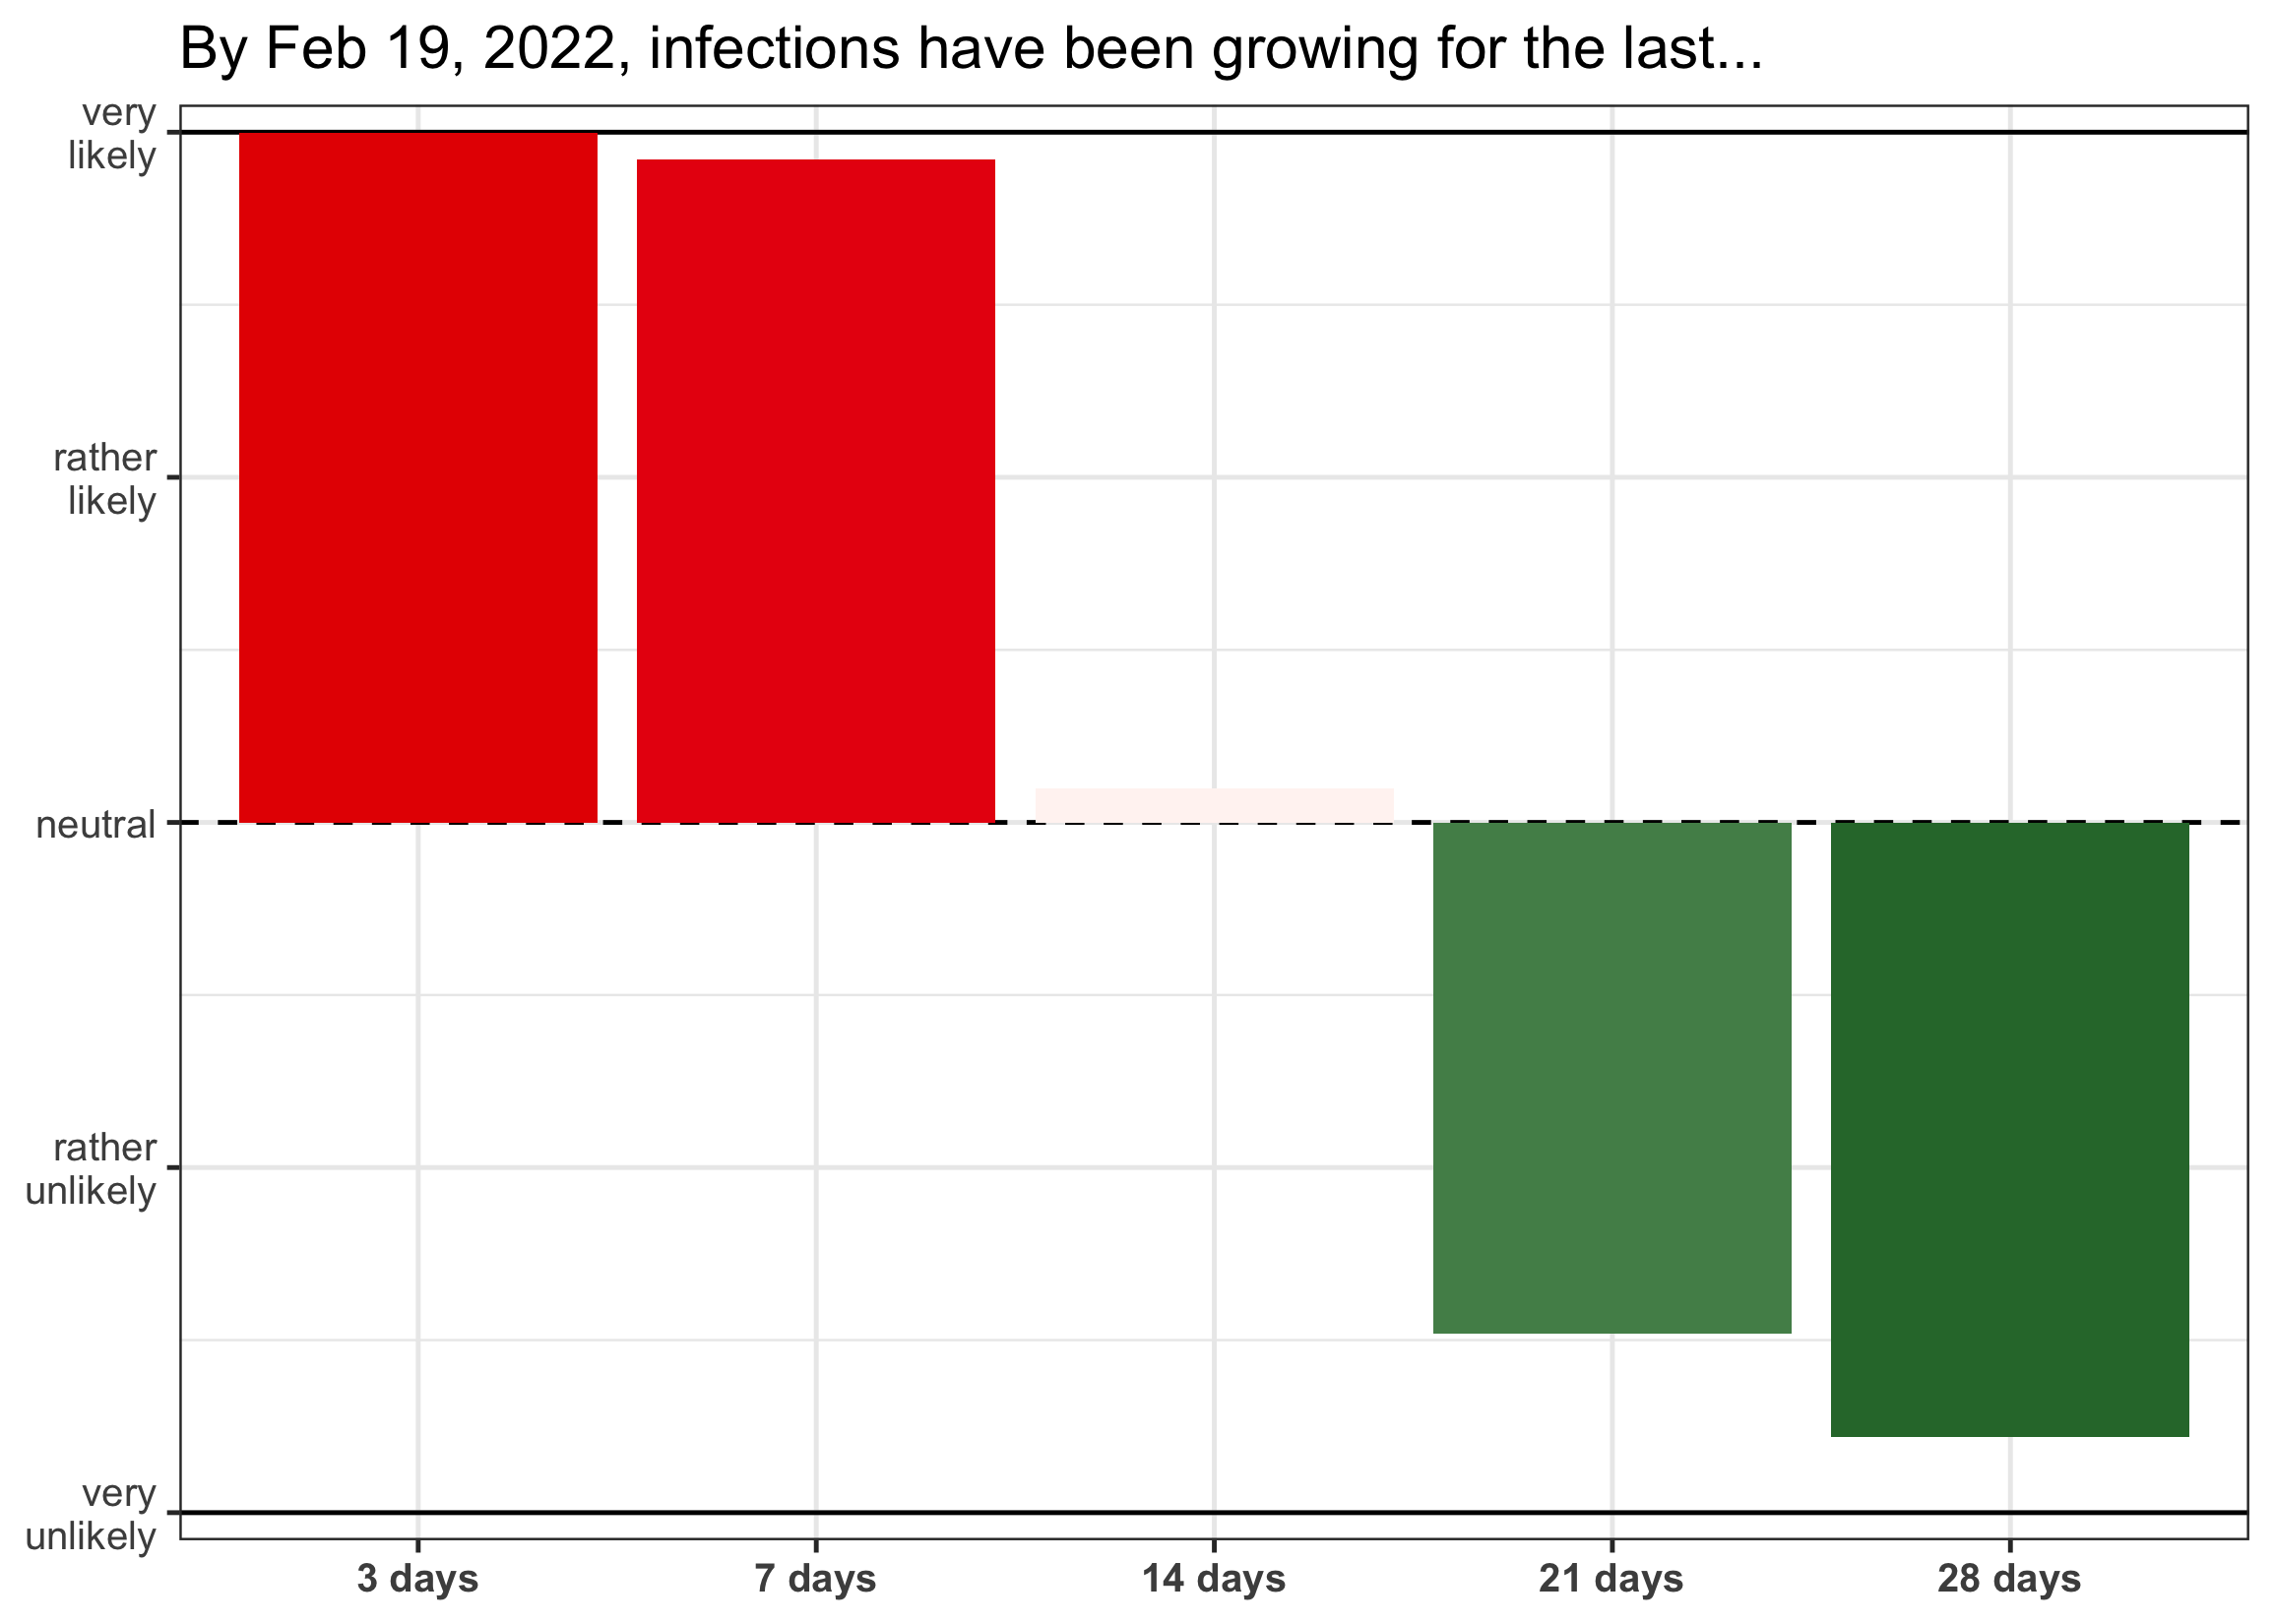 By Feb 19, 2022, infections have been growing for the last...
very
likely
rather
likely
neutral
rather
unlikely
very
unlikely
3 days
7 days
14 days
21 days
28 days